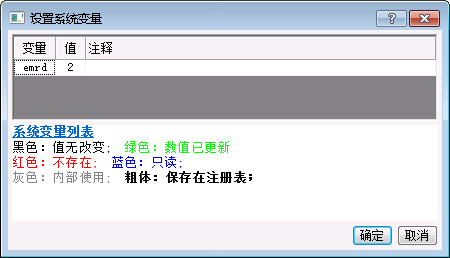 设置系统变量
变量 值 注释
emrd 2
系统变量列表
黑色：值无改变； 绿色：数值已更新
红色：不存在； 蓝色：只读；
灰色：内部使用； 粗体：保存在注册表；
确定 取消